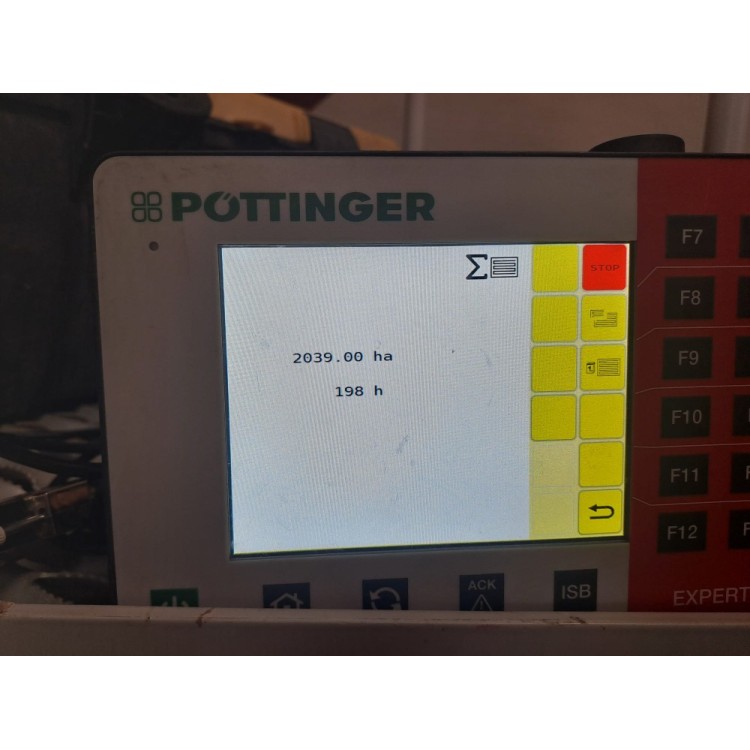 PÖTTINGER
F7
STOP
F8
2039.00 ha
F9
198 h
F10
F11
F12
ACK
ISB
EXPERT